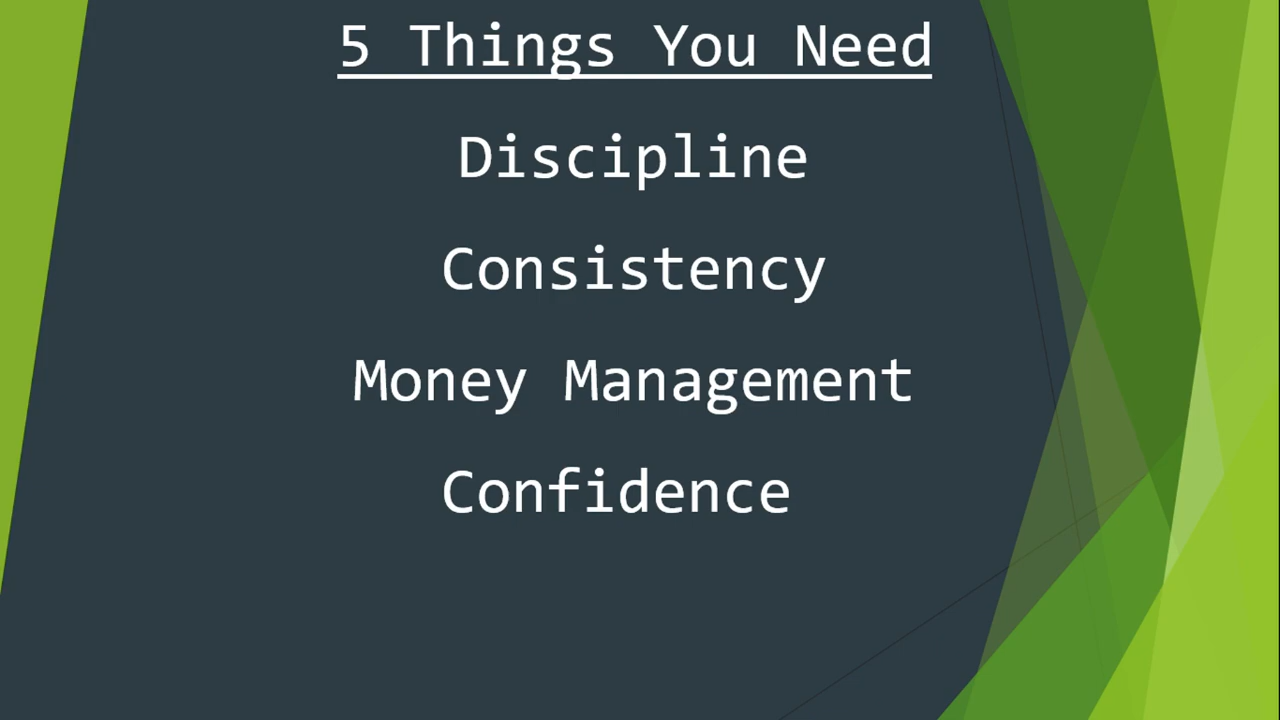 5 Things You Need
Discipline
Consistency
Money Management
Confidence